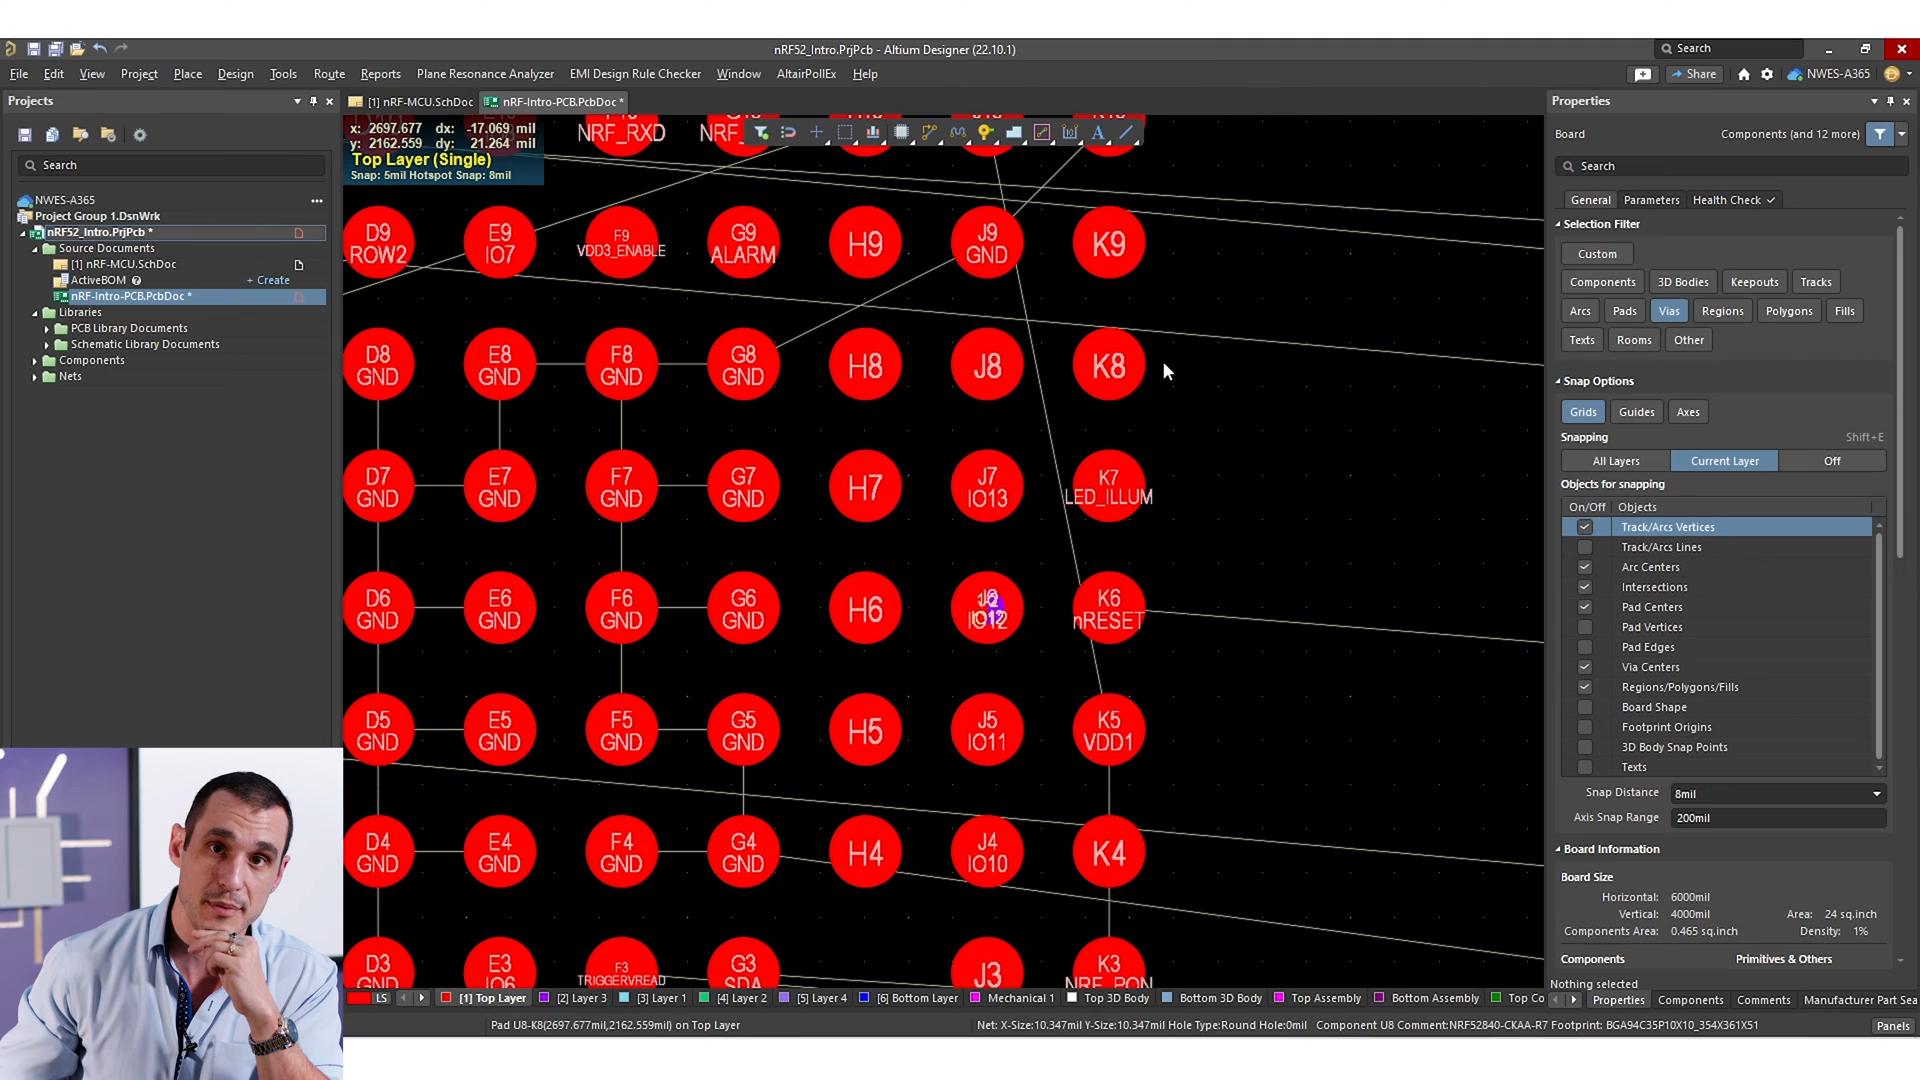 nRF52_Intro.PrjPcb - Altium Designer (22.10.1)
Search
File Edit View Project Place Design Tools Route Reports Plane Resonance Analyzer EMI Design Rule Checker Window AltairPollEx Help
Share
NWES-A365
Projects
[1] nRF-MCU.SchDoc
nRF-Intro-PCB.PcbDoc *
Search
NWES-A365
Project Group 1.DsnWrk
nRF52_Intro.PrjPcb *
Source Documents
[1] nRF-MCU.SchDoc
ActiveBOM
+ Create
nRF-Intro-PCB.PcbDoc *
Libraries
PCB Library Documents
Schematic Library Documents
Components
Nets
x: 2697.677 dx: -17.069 mil
y: 2162.559 dy: 21.264 mil
Top Layer (Single)
Snap: 5mil Hotspot Snap: 8mil
NRF_RXD
NRF_
D9
ROW2
E9
IO7
F9
VDD3_ENABLE
G9
ALARM
H9
J9
GND
K9
D8
GND
E8
GND
F8
GND
G8
GND
H8
J8
K8
D7
GND
E7
GND
F7
GND
G7
GND
H7
J7
IO13
K7
LED_ILLUM
D6
GND
E6
GND
F6
GND
G6
GND
H6
J6
IO12
K6
nRESET
D5
GND
E5
GND
F5
GND
G5
GND
H5
J5
IO11
K5
VDD1
D4
GND
E4
GND
F4
GND
G4
GND
H4
J4
IO10
K4
D3
GND
E3
IO6
F3
TRIGGERVREAD
G3
SDA
J3
K3
NRF_PON
LS
[1] Top Layer
[2] Layer 3
[3] Layer 1
[4] Layer 2
[5] Layer 4
[6] Bottom Layer
Mechanical 1
Top 3D Body
Bottom 3D Body
Top Assembly
Bottom Assembly
Top Co
Pad U8-K8(2697.677mil,2162.559mil) on Top Layer
Net: X-Size:10.347mil Y-Size:10.347mil Hole Type:Round Hole:0mil Component U8 Comment:NRF52840-CKAA-R7 Footprint: BGA94C35P10X10_354X361X51
Panels
Properties
Board
Components (and 12 more)
Search
General
Parameters
Health Check
Selection Filter
Custom
Components
3D Bodies
Keepouts
Tracks
Arcs
Pads
Vias
Regions
Polygons
Fills
Texts
Rooms
Other
Snap Options
Grids
Guides
Axes
Snapping
Shift+E
All Layers
Current Layer
Off
Objects for snapping
On/Off
Objects
Track/Arcs Vertices
Track/Arcs Lines
Arc Centers
Intersections
Pad Centers
Pad Vertices
Pad Edges
Via Centers
Regions/Polygons/Fills
Board Shape
Footprint Origins
3D Body Snap Points
Texts
Snap Distance 8mil
Axis Snap Range 200mil
Board Information
Board Size
Horizontal: 6000mil
Vertical: 4000mil
Area: 24 sq.inch
Components Area: 0.465 sq.inch
Density: 1%
Components
Primitives & Others
Nothing selected
Properties
Components
Comments
Manufacturer Part Sea